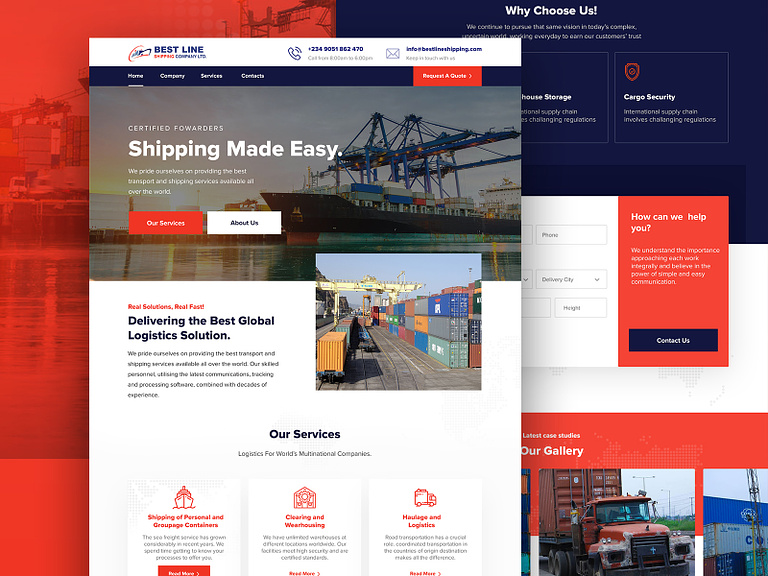 BEST LINE
SHIPPING COMPANY LTD
+234 9051 862 470
Call from 8.00am to 6.00pm
info@bestlineshipping.com
Keep in touch with us
Home
Company
Services
Contacts
Request A Quote
CERTIFIED FOWARDERS
Shipping Made Easy.
We pride ourselves on providing the best
transport and shipping services available all
over the world.
Our Services
About Us
Real Solutions, Real Fast!
Delivering the Best Global
Logistics Solution.
We pride ourselves on providing the best transport and
shipping services available all over the world. Our skilled
personnel, utilising the latest communications, tracking
and processing software, combined with decades of
experience.
Our Services
Logistics For World's Multinational Companies.
Shipping of Personal and
Groupage Containers
The sea freight service has grown
considerably in recent years. We
spend time getting to know your
processes to offer you.
Read More
Clearing and
Wearhousing
We have unlimited warehouses at
different locations worldwide. Our
facilities meet high security and are
certified standards.
Read More
Haulage and
Logistics
Road transportation has a crucial
role, coordinated transportation in
the countries of origin destination
makes all the difference.
Read More
Why Choose Us!
We continue to pursue that same vision in today's complex,
uncertain world, working everyday to earn our customers' trust
house Storage
ational supply chain
es challanging regulations
Cargo Security
International supply chain
involves challanging regulations
Phone
Delivery City
Height
How can we help
you?
We understand the importance
approaching each work
integrally and believe in the
power of simple and easy
communication.
Contact Us
Latest case studies
Our Gallery